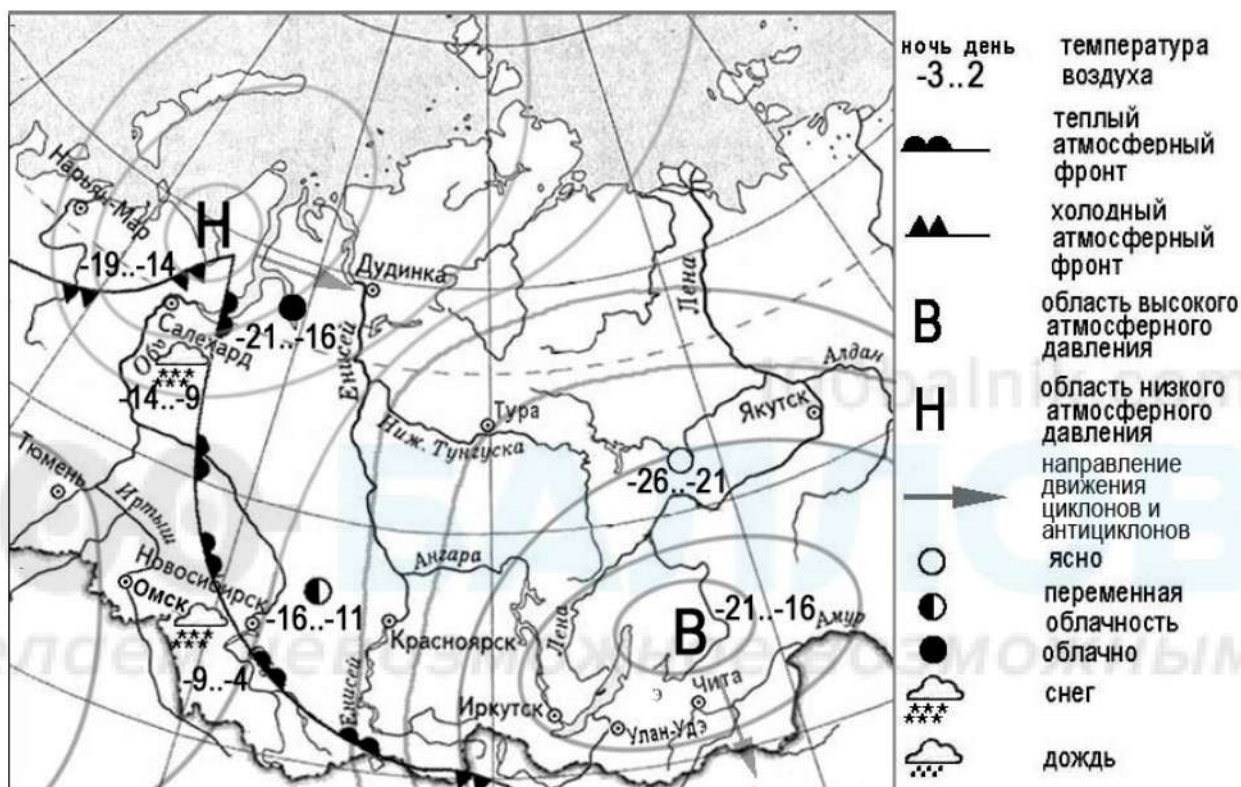 Нарьян-Мар
Н
-19..-14
Дудинка
Салехард
-21..-16
Обь
Енисей
-14..-9
Лена
Алдан
Тура
Якутск
Ниж. Тунгуска
-26..-21
Тюмень
Иртыш
Ангара
Новосибирск
Омск
-16..-11
Красноярск
Лена
В
-21..-16
Амур
-9..-4
Енисей
Иркутск
э
Чита
Улан-Удэ
ночь день
-3..2
температура
воздуха
теплый
атмосферный
фронт
холодный
атмосферный
фронт
В
область высокого
атмосферного
давления
Н
область низкого
атмосферного
давления
направление
движения
циклонов и
антициклонов
ясно
переменная
облачность
облачно
снег
дождь
100balnik.com